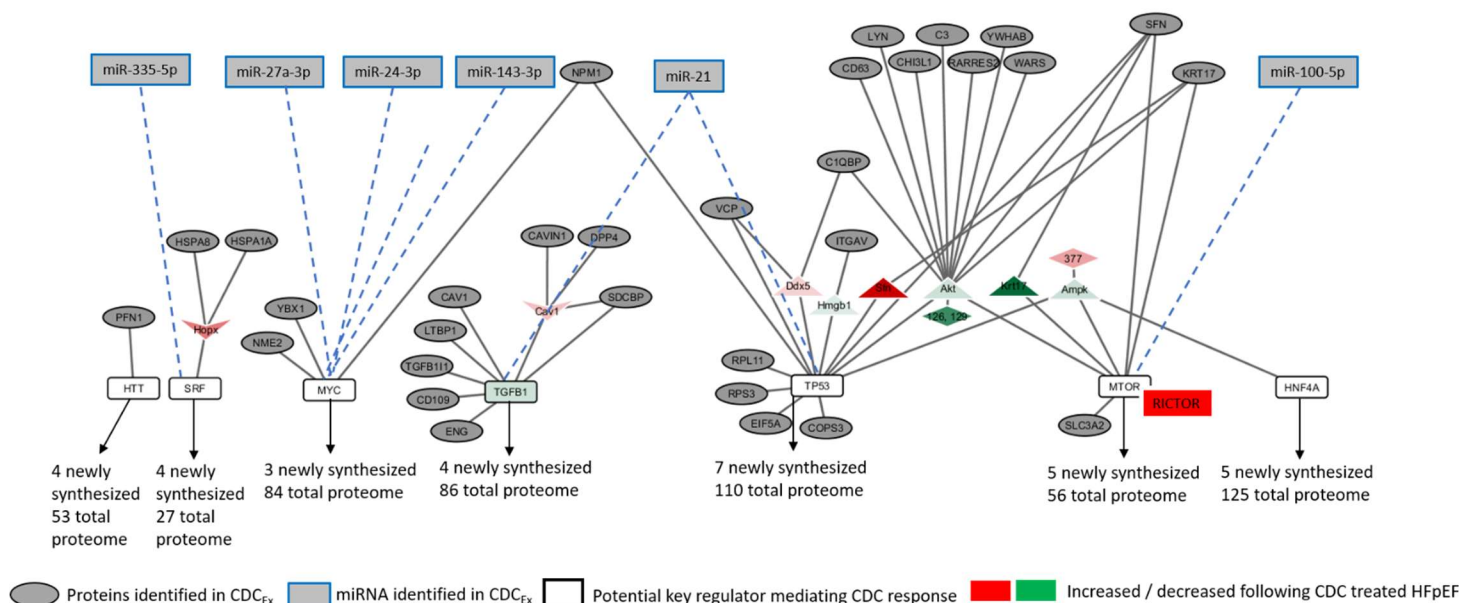 SFN
LYN
C3
YWHAB
miR-335-5p
miR-27a-3p
miR-24-3p
miR-143-3p
NPM1
miR-21
CD63
CHI3L1
RARRES2
WARS
KRT17
miR-100-5p
C1QBP
VCP
HSPA8
HSPA1A
CAVIN1
DPP4
ITGAV
377
Ddx5
Hmgb1
Sfn
Akt
Krt17
Ampk
126, 129
CAV1
SDCBP
Cav1
PFN1
YBX1
Hopx
LTBP1
NME2
TGFB1I1
RPL11
HTT
SRF
MYC
TGFB1
TP53
MTOR
HNF4A
CD109
RPS3
RICTOR
ENG
EIF5A
COPS3
SLC3A2
4 newly
synthesized
53 total
proteome
4 newly
synthesized
27 total
proteome
3 newly synthesized
84 total proteome
4 newly synthesized
86 total proteome
7 newly synthesized
110 total proteome
5 newly synthesized
56 total proteome
5 newly synthesized
125 total proteome
Proteins identified in CDCEx
miRNA identified in CDCEx
Potential key regulator mediating CDC response
Increased / decreased following CDC treated HFpEF